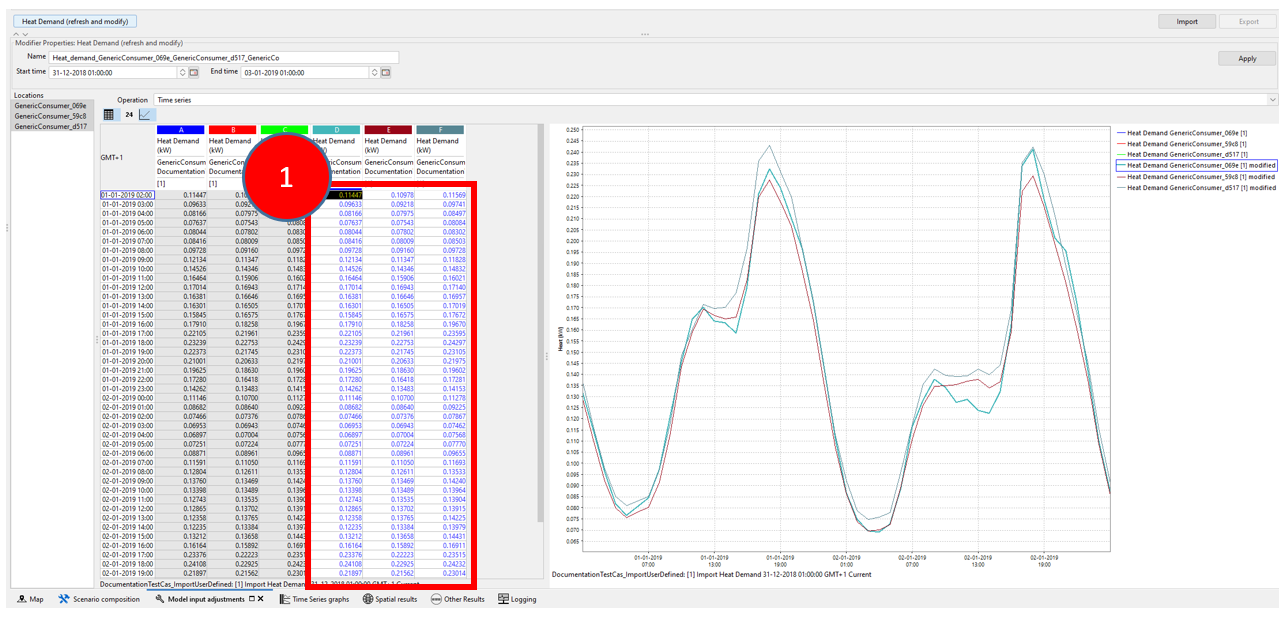 Heat Demand (refresh and modify)
Import
Export
Modifier Properties: Heat Demand (refresh and modify)
Name Heat_demand_GenericConsumer_069e_GenericConsumer_d517_GenericCo
Apply
Start time 31-12-2018 01:00:00 End time 03-01-2019 01:00:00
Locations
GenericConsumer_069e
GenericConsumer_59c8
GenericConsumer_d517
Operation Time series
24
A B C D E F
Heat Demand Heat Demand Heat Demand Heat Demand Heat Demand
(kW) (kW) (kW) (kW) (kW)
GMT+1
GenericConsum GenericConsum GenericConsum GenericConsum
Documentation Documentation Documentation Documentation
[1] [1]
1
01-01-2019 02:00 0.11447 0.11447 0.10978 0.11569
01-01-2019 03:00 0.09633 0.09633 0.09218 0.09741
01-01-2019 04:00 0.08166 0.07975 0.08166 0.07975 0.08497
01-01-2019 05:00 0.07637 0.07543 0.0808 0.07637 0.07543 0.08084
01-01-2019 06:00 0.08044 0.07802 0.0830 0.08044 0.07802 0.08302
01-01-2019 07:00 0.08416 0.08009 0.0850 0.08416 0.08009 0.08503
01-01-2019 08:00 0.09728 0.09160 0.0972 0.09728 0.09160 0.09728
01-01-2019 09:00 0.12134 0.11347 0.1182 0.12134 0.11347 0.11828
01-01-2019 10:00 0.14526 0.14346 0.1483 0.14526 0.14346 0.14832
01-01-2019 11:00 0.16464 0.15906 0.1602 0.16464 0.15906 0.16021
01-01-2019 12:00 0.17014 0.16943 0.1714 0.17014 0.16943 0.17140
01-01-2019 13:00 0.16381 0.16646 0.1695 0.16381 0.16646 0.16957
01-01-2019 14:00 0.16301 0.16505 0.1701 0.16301 0.16505 0.17019
01-01-2019 15:00 0.15845 0.16575 0.1767 0.15845 0.16575 0.17672
01-01-2019 16:00 0.17910 0.18258 0.1967 0.17910 0.18258 0.19670
01-01-2019 17:00 0.22105 0.21961 0.2359 0.22105 0.21961 0.23595
01-01-2019 18:00 0.23239 0.22753 0.2429 0.23239 0.22753 0.24297
01-01-2019 19:00 0.22373 0.21745 0.2310 0.22373 0.21745 0.23105
01-01-2019 20:00 0.21001 0.20633 0.2197 0.21001 0.20633 0.21975
01-01-2019 21:00 0.19625 0.18630 0.1960 0.19625 0.18630 0.19602
01-01-2019 22:00 0.17280 0.16418 0.1728 0.17280 0.16418 0.17281
01-01-2019 23:00 0.14262 0.13483 0.1415 0.14262 0.13483 0.14153
02-01-2019 00:00 0.11146 0.10700 0.1127 0.11146 0.10700 0.11278
02-01-2019 01:00 0.08682 0.08640 0.0922 0.08682 0.08640 0.09225
02-01-2019 02:00 0.07466 0.07376 0.0786 0.07466 0.07376 0.07867
02-01-2019 03:00 0.06953 0.06943 0.0746 0.06953 0.06943 0.07462
02-01-2019 04:00 0.06897 0.07004 0.0756 0.06897 0.07004 0.07568
02-01-2019 05:00 0.07251 0.07224 0.0777 0.07251 0.07224 0.07770
02-01-2019 06:00 0.08871 0.08961 0.0965 0.08871 0.08961 0.09655
02-01-2019 07:00 0.11591 0.11050 0.1169 0.11591 0.11050 0.11693
02-01-2019 08:00 0.12804 0.12611 0.1353 0.12804 0.12611 0.13533
02-01-2019 09:00 0.13760 0.13469 0.1424 0.13760 0.13469 0.14240
02-01-2019 10:00 0.13398 0.13489 0.1396 0.13398 0.13489 0.13964
02-01-2019 11:00 0.12743 0.13535 0.1390 0.12743 0.13535 0.13904
02-01-2019 12:00 0.12865 0.13702 0.1391 0.12865 0.13702 0.13915
02-01-2019 13:00 0.12358 0.13765 0.1422 0.12358 0.13765 0.14225
02-01-2019 14:00 0.12235 0.13384 0.1397 0.12235 0.13384 0.13979
02-01-2019 15:00 0.13212 0.13658 0.1443 0.13212 0.13658 0.14431
02-01-2019 16:00 0.16164 0.15892 0.1691 0.16164 0.15892 0.16911
02-01-2019 17:00 0.23376 0.22223 0.2351 0.23376 0.22223 0.23515
02-01-2019 18:00 0.24108 0.22925 0.2423 0.24108 0.22925 0.24232
02-01-2019 19:00 0.21897 0.21562 0.2301 0.21897 0.21562 0.23014
DocumentationTestCas_ImportUserDefined: [1] Import Heat Deman 31-12-2018 01:00:00 GMT+1 Current
0.250
0.245
0.240
0.235
0.230
0.225
0.220
0.215
0.210
0.205
0.200
0.195
0.190
0.185
0.180
0.175
0.170
0.165
0.160
0.155
0.150
0.145
0.140
0.135
0.130
0.125
0.120
0.115
0.110
0.105
0.100
0.095
0.090
0.085
0.080
0.075
0.070
0.065
Heat (kW)
01-01-2019 01-01-2019 01-01-2019 02-01-2019 02-01-2019 02-01-2019 02-01-2019
07:00 13:00 19:00 01:00 07:00 13:00 19:00
DocumentationTestCas_ImportUserDefined: [1] Import Heat Demand 31-12-2018 01:00:00 GMT+1 Current
Heat Demand GenericConsumer_069e [1]
Heat Demand GenericConsumer_59c8 [1]
Heat Demand GenericConsumer_d517 [1]
Heat Demand GenericConsumer_069e [1] modified
Heat Demand GenericConsumer_59c8 [1] modified
Heat Demand GenericConsumer_d517 [1] modified
Map Scenario composition Model input adjustments Time Series graphs Spatial results Other Results Logging